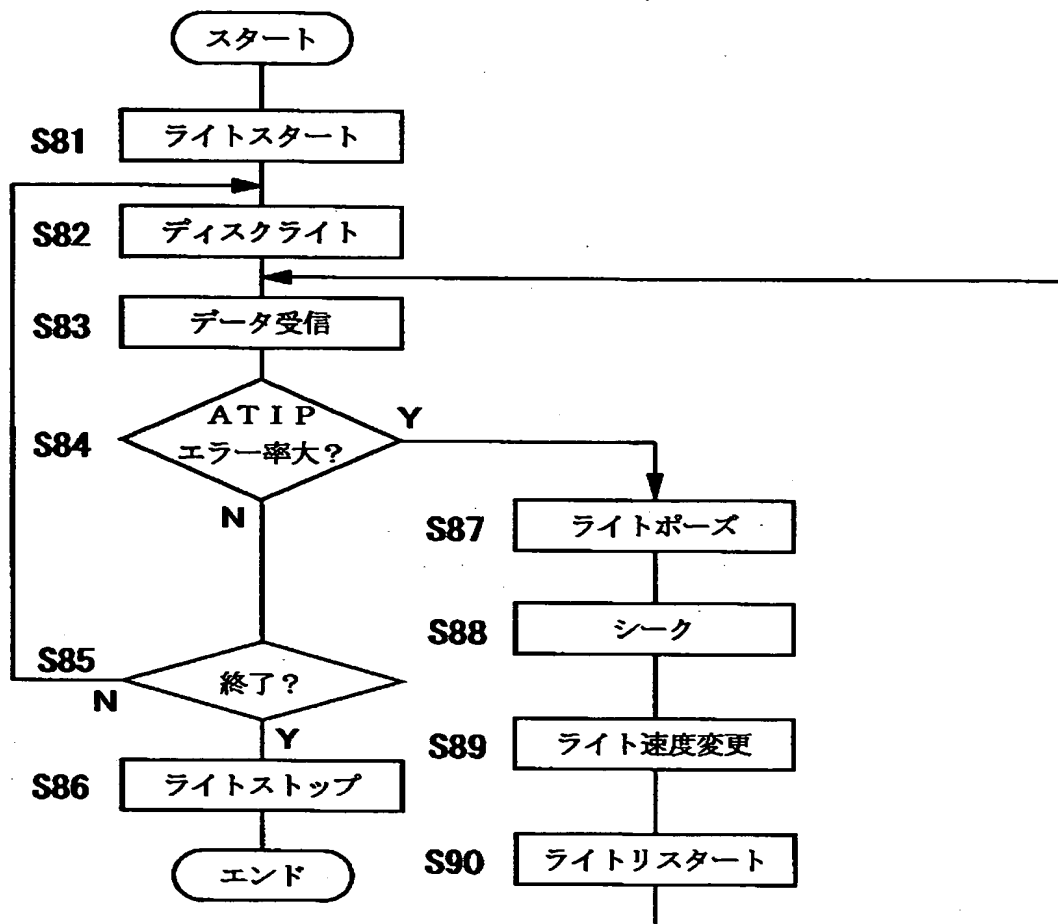 スタート
S81 ライトスタート
S82 ディスクライト
S83 データ受信
S84 ATIP
エラー率大?
Y
N
S85 終了?
N
Y
S86 ライトストップ
エンド
S87 ライトポーズ
S88 シーク
S89 ライト速度変更
S90 ライトリスタート